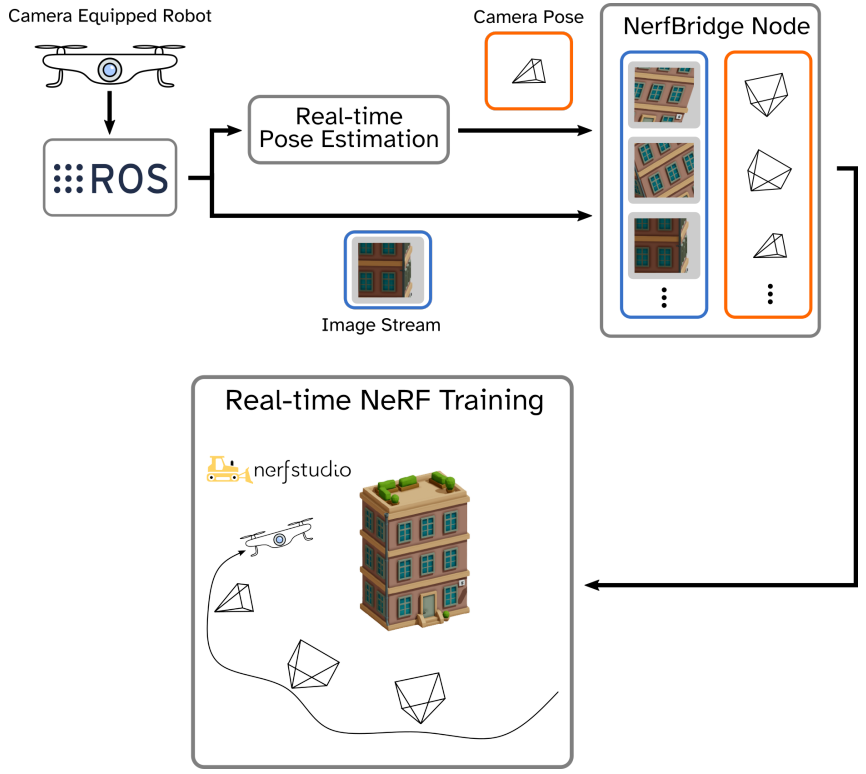 Camera Equipped Robot
Camera Pose
NerfBridge Node
Real-time
Pose Estimation
ROS
Image Stream
Real-time NeRF Training
nerfstudio